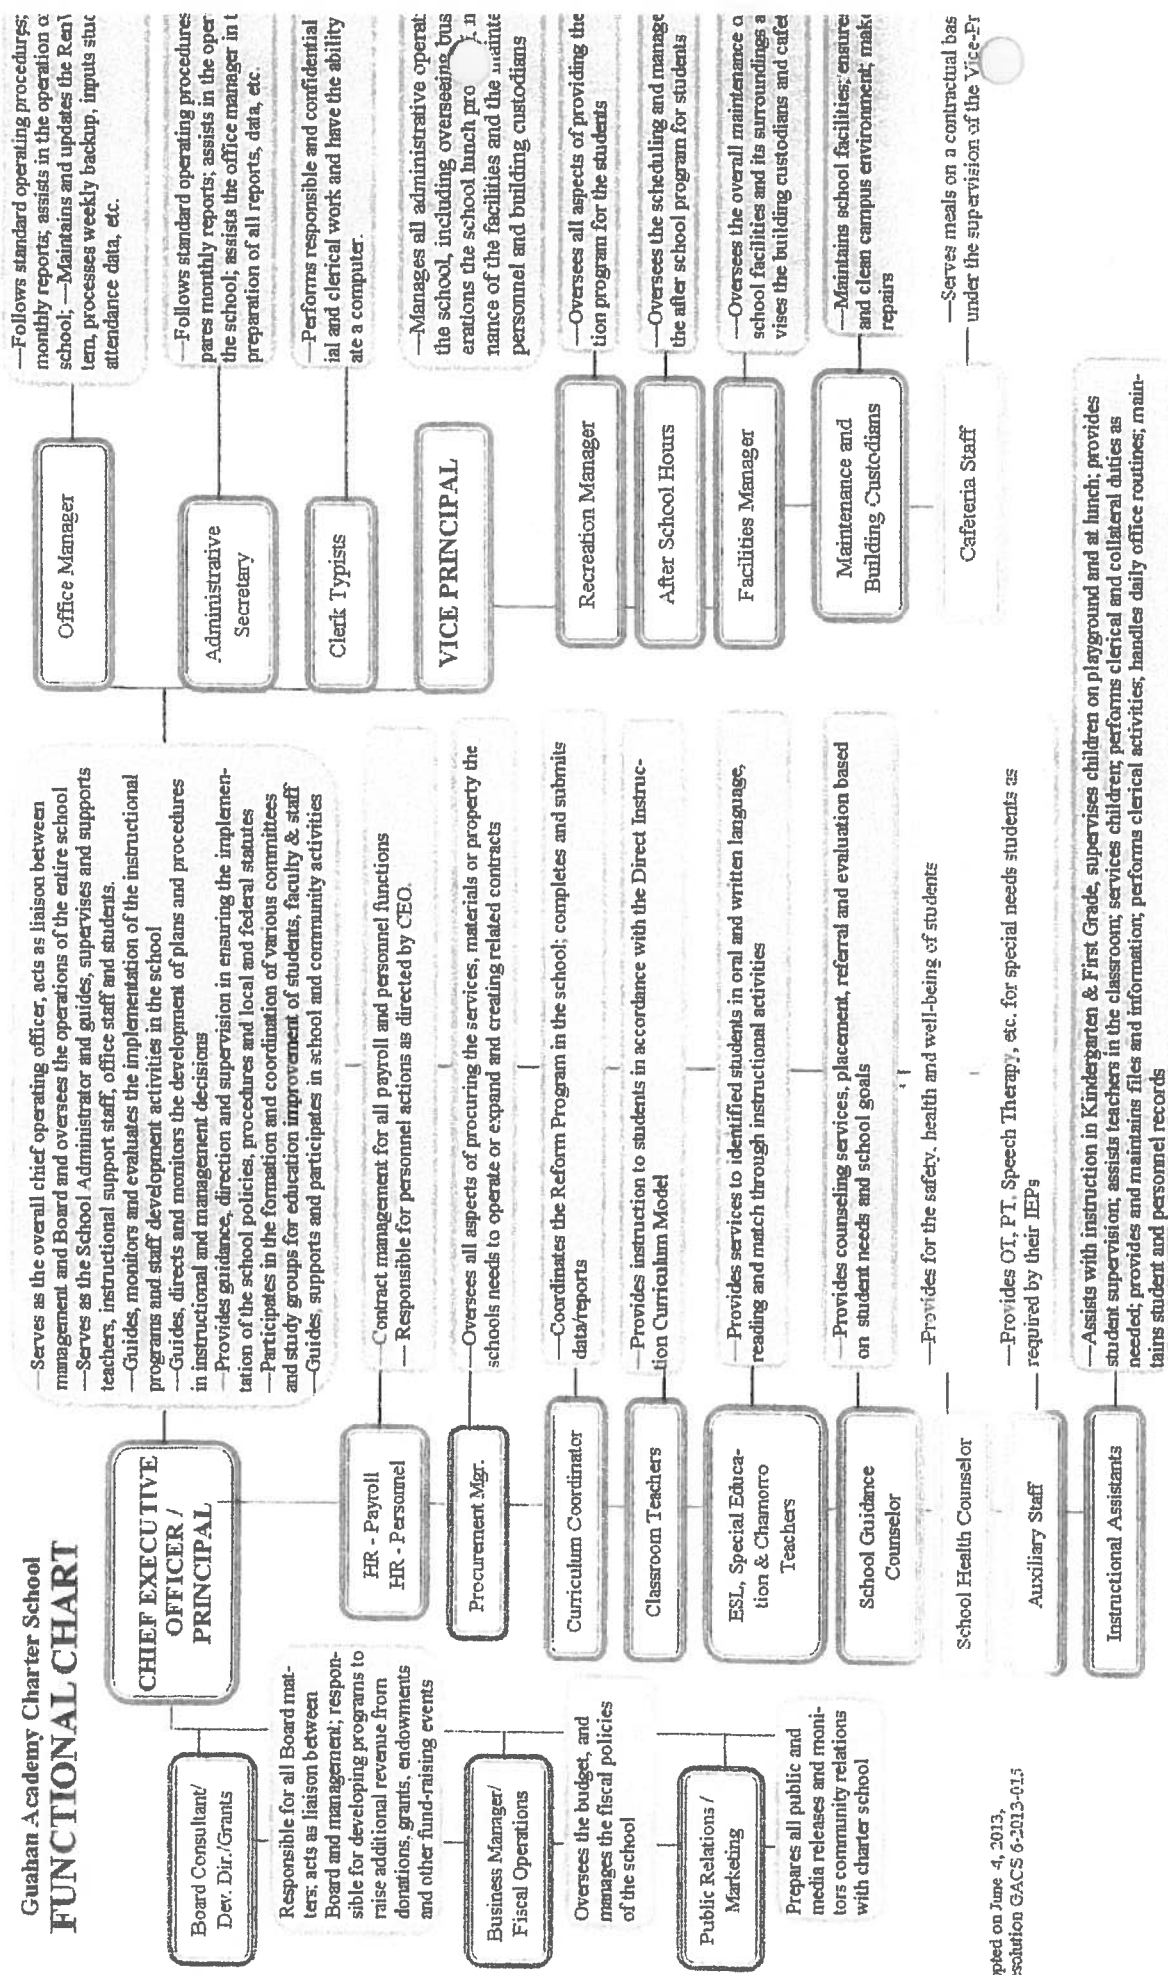 Guahan Academy Charter School
FUNCTIONAL CHART
CHIEF EXECUTIVE
OFFICER /
PRINCIPAL
—Serves as the overall chief operating officer, acts as liaison between
management and Board and oversees the operations of the entire school
—Serves as the School Administrator and guides, supervises and supports
teachers, instructional support staff, office staff and students.
—Guides, monitors and evaluates the implementation of the instructional
programs and staff development activities in the school
—Guides, directs and monitors the development of plans and procedures
in instructional and management decisions
—Provides guidance, direction and supervision in ensuring the implemen-
tation of the school policies, procedures and local and federal statutes
—Participates in the formation and coordination of various committees
and study groups for education improvement of students, faculty & staff
—Guides, supports and participates in school and community activities
Board Consultant/
Dev. Dir./Grants
Responsible for all Board mat-
ters; acts as liaison between
Board and management; respon-
sible for developing programs to
raise additional revenue from
donations, grants, endowments
and other fund-raising events
Business Manager/
Fiscal Operations
Oversees the budget, and
manages the fiscal policies
of the school
Public Relations /
Marketing
Prepares all public and
media releases and moni-
tors community relations
with charter school
HR - Payroll
HR - Personnel
—Contract management for all payroll and personnel functions
— Responsible for personnel actions as directed by CEO.
Procurement Mgr.
—Oversees all aspects of procuring the services, materials or property the
schools needs to operate or expand and creating related contracts
Curriculum Coordinator
—Coordinates the Reform Program in the school; completes and submits
data/reports
Classroom Teachers
—Provides instruction to students in accordance with the Direct Instruc-
tion Curriculum Model
ESL, Special Educa-
tion & Chamorro
Teachers
—Provides services to identified students in oral and written language,
reading and match through instructional activities
School Guidance
Counselor
—Provides counseling services, placement, referral and evaluation based
on student needs and school goals
School Health Counselor
—Provides for the safety, health and well-being of students
Auxiliary Staff
—Provides OT, PT, Speech Therapy, etc. for special needs students as
required by their IEPs
Instructional Assistants
—Assists with instruction in Kindergarten & First Grade, supervises children on playground and at lunch; provides
student supervision; assists teachers in the classroom; services children; performs clerical and collateral duties as
needed; provides and maintains files and information; performs clerical activities; handles daily office routines; main-
tains student and personnel records
Office Manager
—Follows standard operating procedures;
monthly reports; assists in the operation
school; —Maintains and updates the
tem, processes weekly backup, inputs
attendance data, etc.
Administrative
Secretary
—Follows standard operating procedures
pares monthly reports; assists in the
the school; assists the office manager in
preparation of all reports, data, etc.
Clerk Typists
—Performs responsible and confidential
ial and clerical work and have the ability
ate a computer.
VICE PRINCIPAL
—Manages all administrative
the school, including overseeing
erations the school lunch
nance of the facilities and the
personnel and building custodians
Recreation Manager
—Oversees all aspects of providing the
tion program for the students
After School Hours
—Oversees the scheduling and manage
the after school program for students
Facilities Manager
—Oversees the overall maintenance
school facilities and its surroundings
vises the building custodians and
Maintenance and
Building Custodians
—Maintains school facilities; ensure
and clean campus environment;
repairs
Cafeteria Staff
—Serves meals on a contractual bas
under the supervision of the Vice-Pr
opted on June 4, 2013,
esolution GACS 6-2013-015